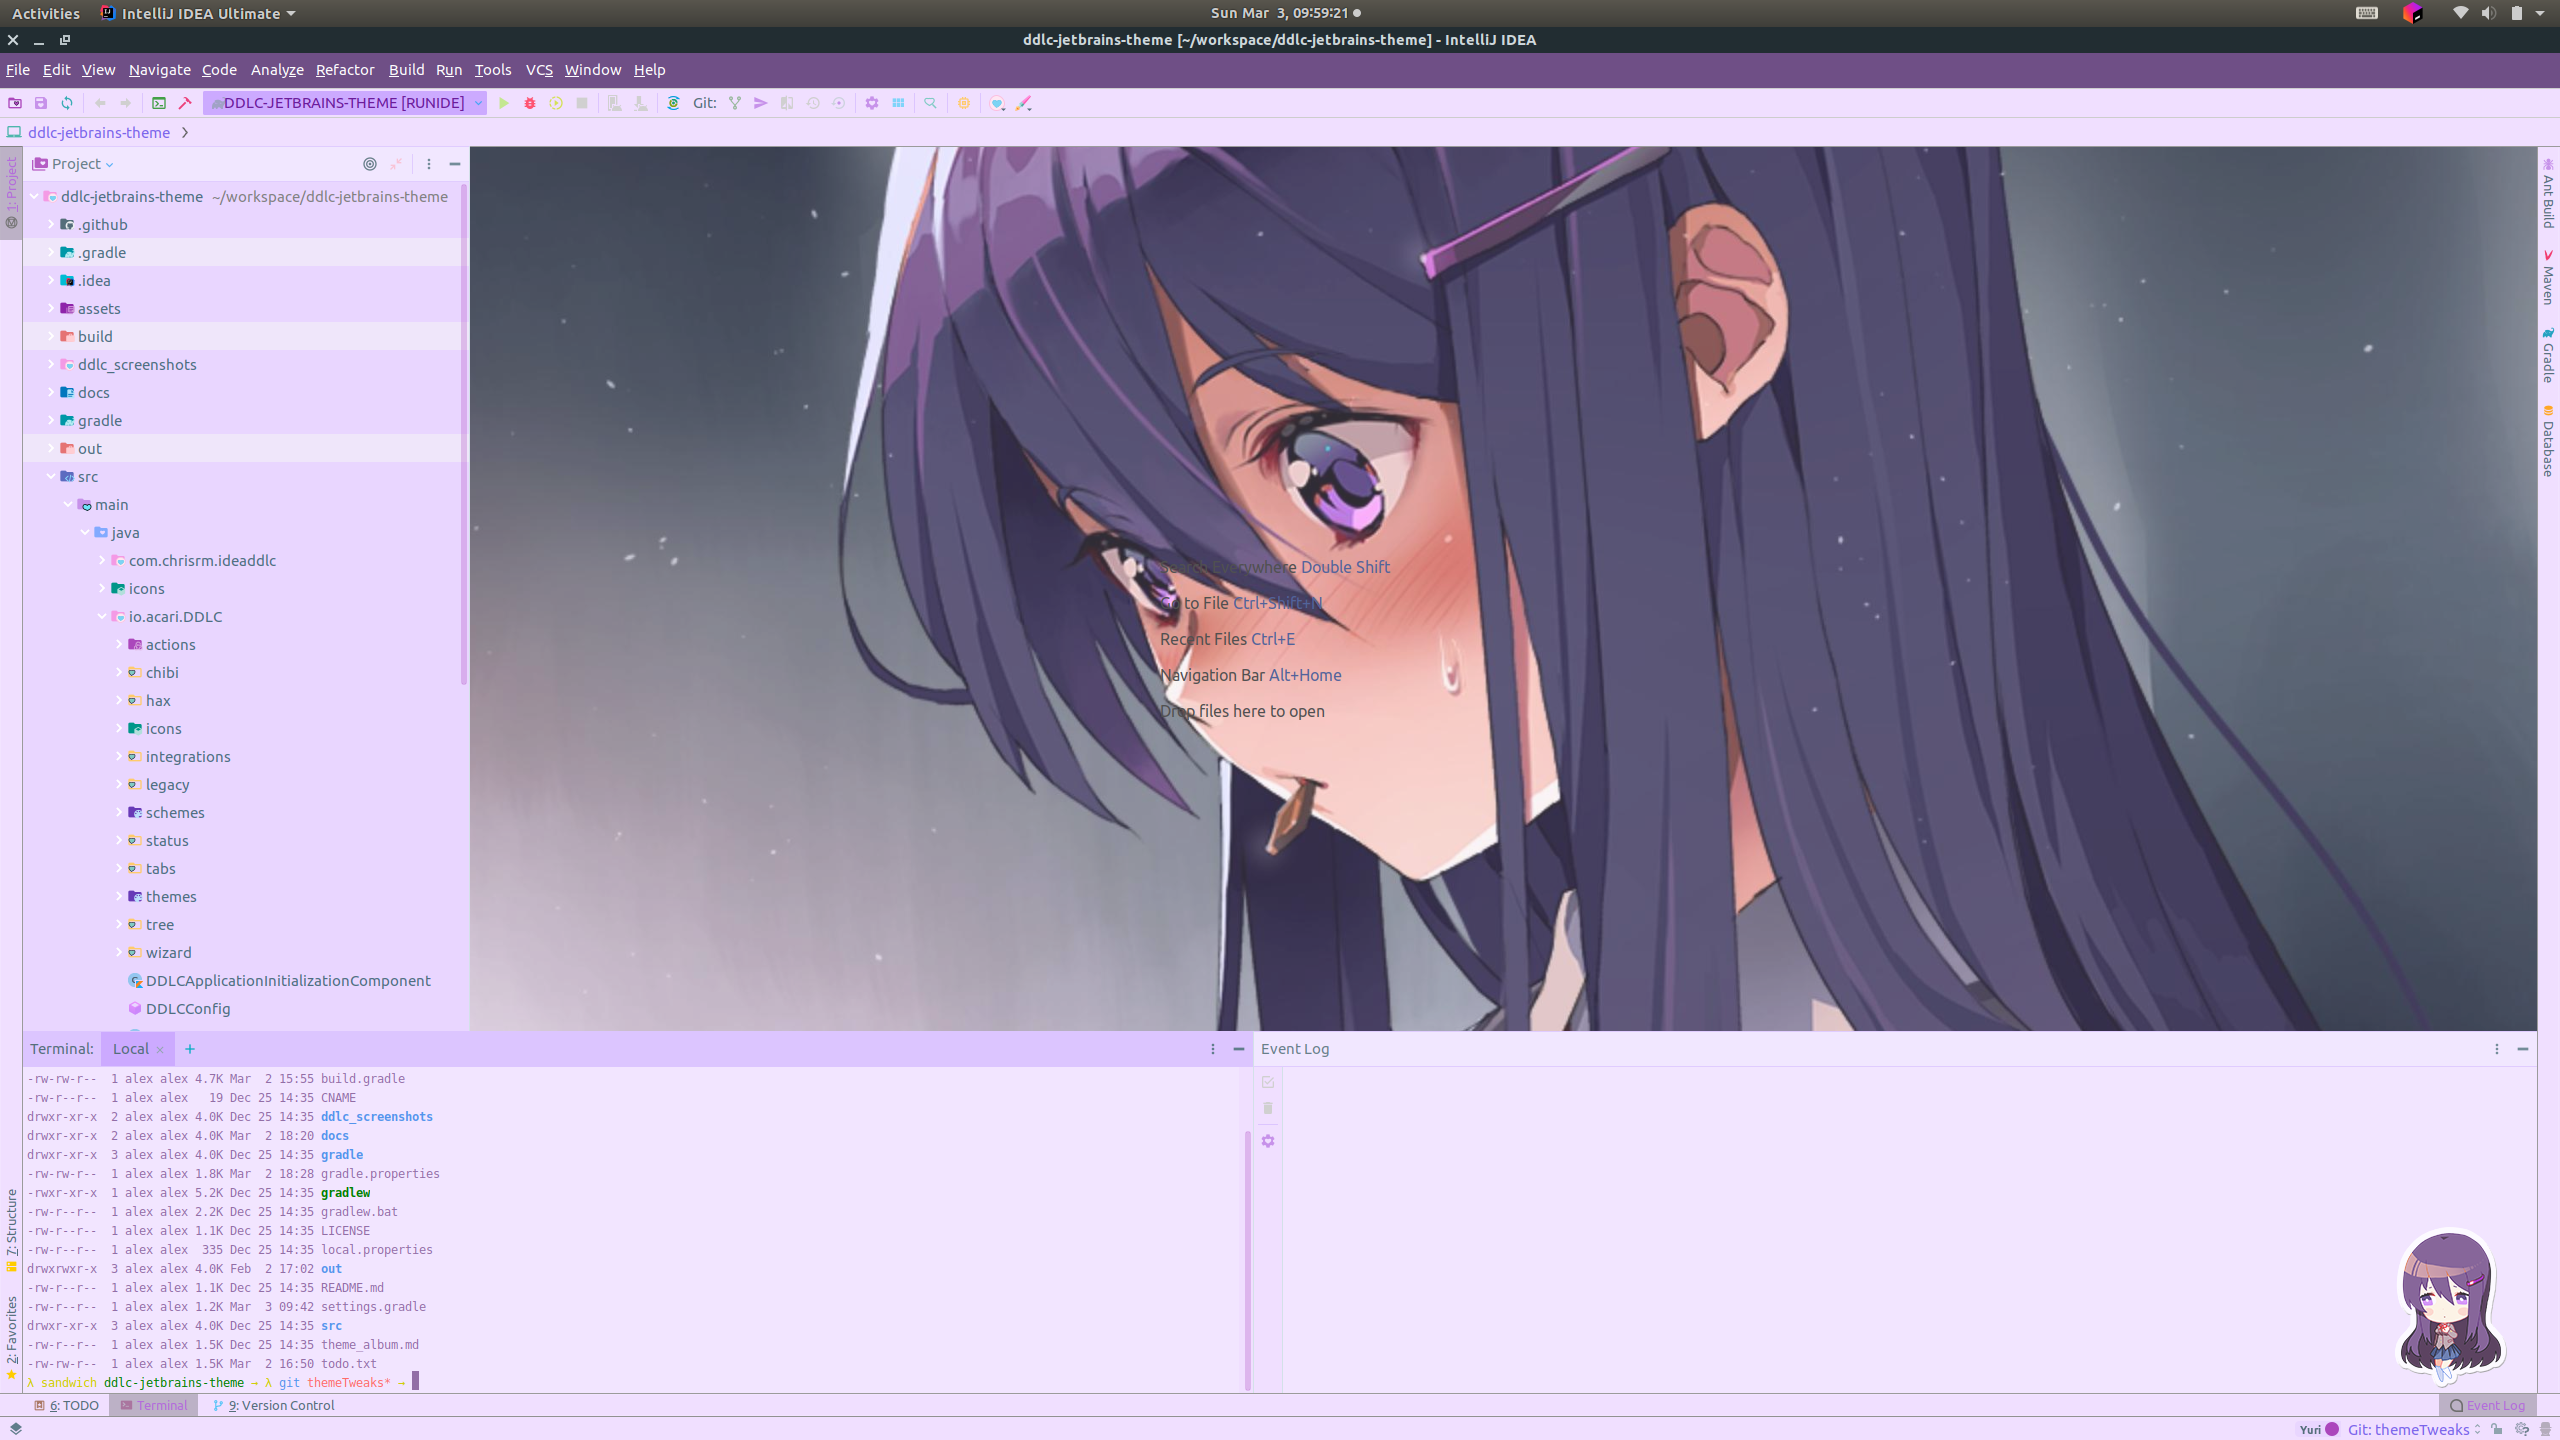 Activities IntelliJ IDEA Ultimate Sun Mar  3, 09:59:21
ddlc-jetbrains-theme [~/workspace/ddlc-jetbrains-theme] - IntelliJ IDEA
File Edit View Navigate Code Analyze Refactor Build Run Tools VCS Window Help
DDLC-JETBRAINS-THEME [RUNIDE] Git:
ddlc-jetbrains-theme
1: Project
Project
ddlc-jetbrains-theme ~/workspace/ddlc-jetbrains-theme
.github
.gradle
.idea
assets
build
ddlc_screenshots
docs
gradle
out
src
main
java
com.chrisrm.ideaddlc
icons
io.acari.DDLC
actions
chibi
hax
icons
integrations
legacy
schemes
status
tabs
themes
tree
wizard
DDLCApplicationInitializationComponent
DDLCConfig
Search Everywhere Double Shift
Go to File Ctrl+Shift+N
Recent Files Ctrl+E
Navigation Bar Alt+Home
Drop files here to open
Ant Build
Maven
Gradle
Database
Terminal: Local +
-rw-rw-r--  1 alex alex 4.7K Mar  2 15:55 build.gradle
-rw-r--r--  1 alex alex   19 Dec 25 14:35 CNAME
drwxr-xr-x  2 alex alex 4.0K Dec 25 14:35 ddlc_screenshots
drwxr-xr-x  2 alex alex 4.0K Mar  2 18:20 docs
drwxr-xr-x  3 alex alex 4.0K Dec 25 14:35 gradle
-rw-rw-r--  1 alex alex 1.8K Mar  2 18:28 gradle.properties
-rwxr-xr-x  1 alex alex 5.2K Dec 25 14:35 gradlew
-rw-r--r--  1 alex alex 2.2K Dec 25 14:35 gradlew.bat
-rw-r--r--  1 alex alex 1.1K Dec 25 14:35 LICENSE
-rw-r--r--  1 alex alex  335 Dec 25 14:35 local.properties
drwxrwxr-x  3 alex alex 4.0K Feb  2 17:02 out
-rw-r--r--  1 alex alex 1.1K Dec 25 14:35 README.md
-rw-rw-r--  1 alex alex 1.2K Mar  3 09:42 settings.gradle
drwxr-xr-x  3 alex alex 4.0K Dec 25 14:35 src
-rw-r--r--  1 alex alex 1.5K Dec 25 14:35 theme_album.md
-rw-rw-r--  1 alex alex 1.5K Mar  2 16:50 todo.txt
λ sandwich ddlc-jetbrains-theme → λ git themeTweaks* →
Event Log
7: Structure
2: Favorites
6: TODO Terminal 9: Version Control Event Log
Yuri Git: themeTweaks